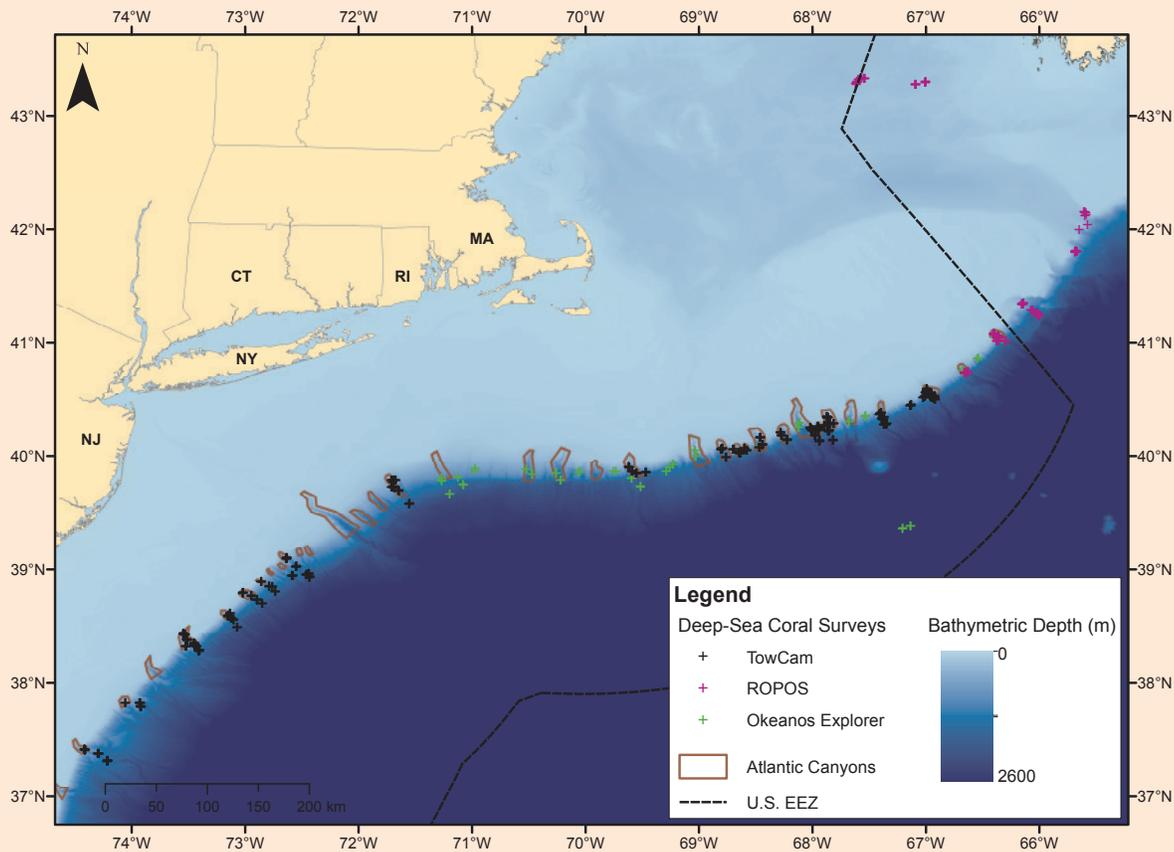 74°W 73°W 72°W 71°W 70°W 69°W 68°W 67°W 66°W
N
43°N 43°N
42°N 42°N
MA
CT RI
41°N 41°N
NY
NJ
40°N 40°N
39°N 39°N
Legend
Deep-Sea Coral Surveys Bathymetric Depth (m)
TowCam 0
38°N 38°N
ROPOS
Okeanos Explorer
Atlantic Canyons 2600
37°N 37°N
U.S. EEZ
0 50 100 150 200 km
74°W 73°W 72°W 71°W 70°W 69°W 68°W 67°W 66°W